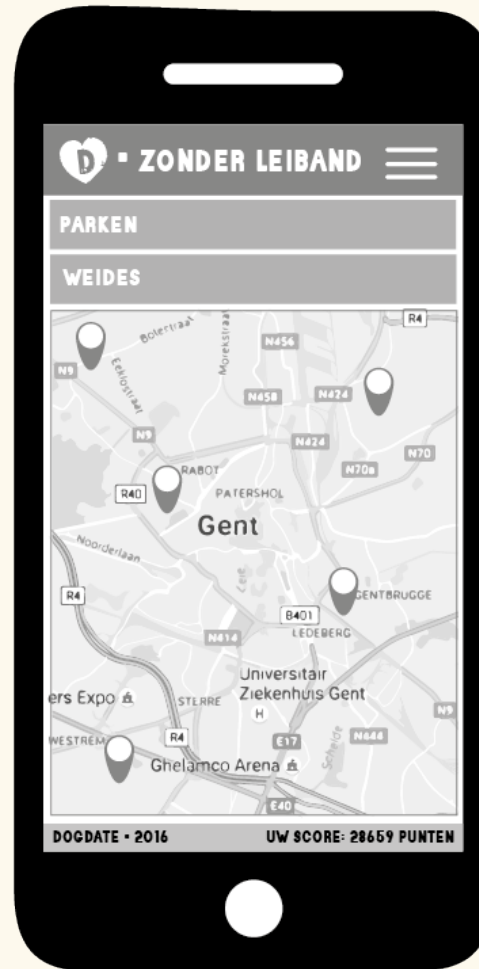 D - ZONDER LEIBAND
PARKEN
WEIDES
R4
Botertraat
Morekstraat
N456
N9
Eeklostraat
N458
N424
N9
N424
N70
N70a
RABOT
R40
PATERSHOL
Gent
Noorderlaan
Leie
R4
GENTBRUGGE
B401
N414
LEDEBERG
Universitair
Ziekenhuis Gent
ers Expo
STERRE
H
N9
WESTREM
R4
E17
Schelde
N444
Ghelamco Arena
E40
DOGDATE - 2016
UW SCORE: 28659 PUNTEN